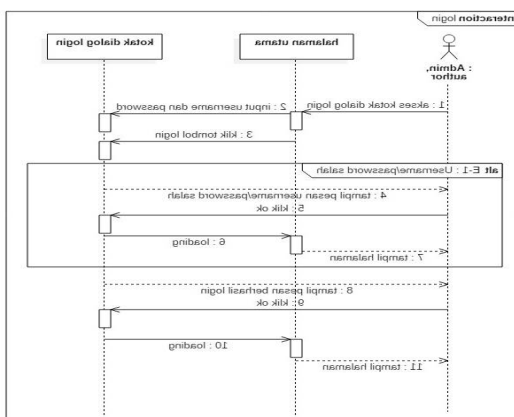 interaction login
: Admin,
author
halaman utama
kotak dialog login
1 : akses kotak dialog login
2 : input username dan password
3 : klik tombol login
alt E-1 : Username/password salah
4 : tampil pesan username/password salah
5 : klik ok
6 : loading
7 : tampil halaman
8 : tampil pesan berhasil login
9 : klik ok
10 : loading
11 : tampil halaman